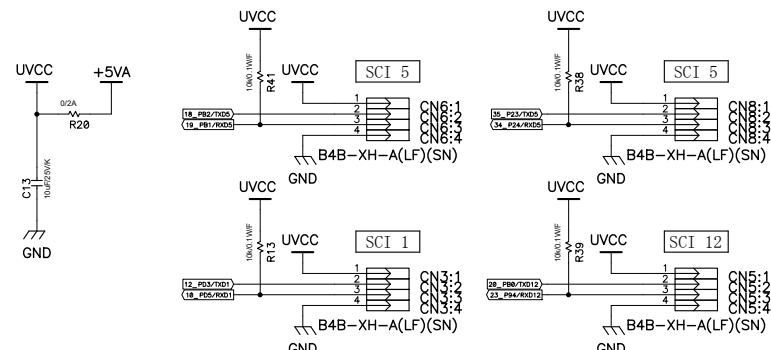 UVCC
+5VA
0/2A
R20
C13
10uF/25V/K
GND
UVCC
10k/0.1W/F
R41
UVCC
SCI 5
18_PB2/TXD5
19_PB1/RXD5
1
2
3
4
CN6:1
CN6:2
CN6:3
CN6:4
B4B-XH-A(LF)(SN)
GND
UVCC
10k/0.1W/F
R38
UVCC
SCI 5
35_P23/TXD5
34_P24/RXD5
1
2
3
4
CN8:1
CN8:2
CN8:3
CN8:4
B4B-XH-A(LF)(SN)
GND
UVCC
10k/0.1W/F
R13
UVCC
SCI 1
12_PD3/TXD1
10_PD5/RXD1
1
2
3
4
CN3:1
CN3:2
CN3:3
CN3:4
B4B-XH-A(LF)(SN)
GND
UVCC
10k/0.1W/F
R39
UVCC
SCI 12
20_PB0/TXD12
23_P94/RXD12
1
2
3
4
CN5:1
CN5:2
CN5:3
CN5:4
B4B-XH-A(LF)(SN)
GND